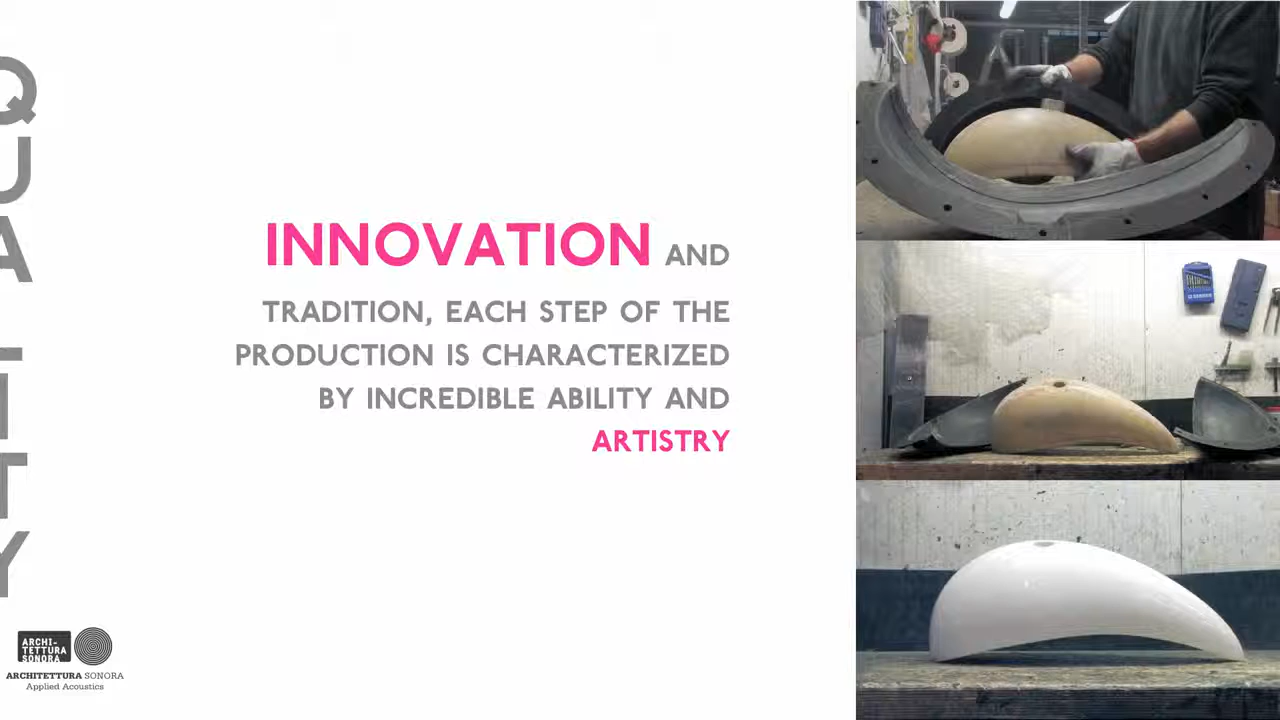 QUALITY
INNOVATION AND
TRADITION, EACH STEP OF THE
PRODUCTION IS CHARACTERIZED
BY INCREDIBLE ABILITY AND
ARTISTRY
ARCHI-
TETTURA
SONORA
ARCHITETTURA SONORA
Applied Acoustics